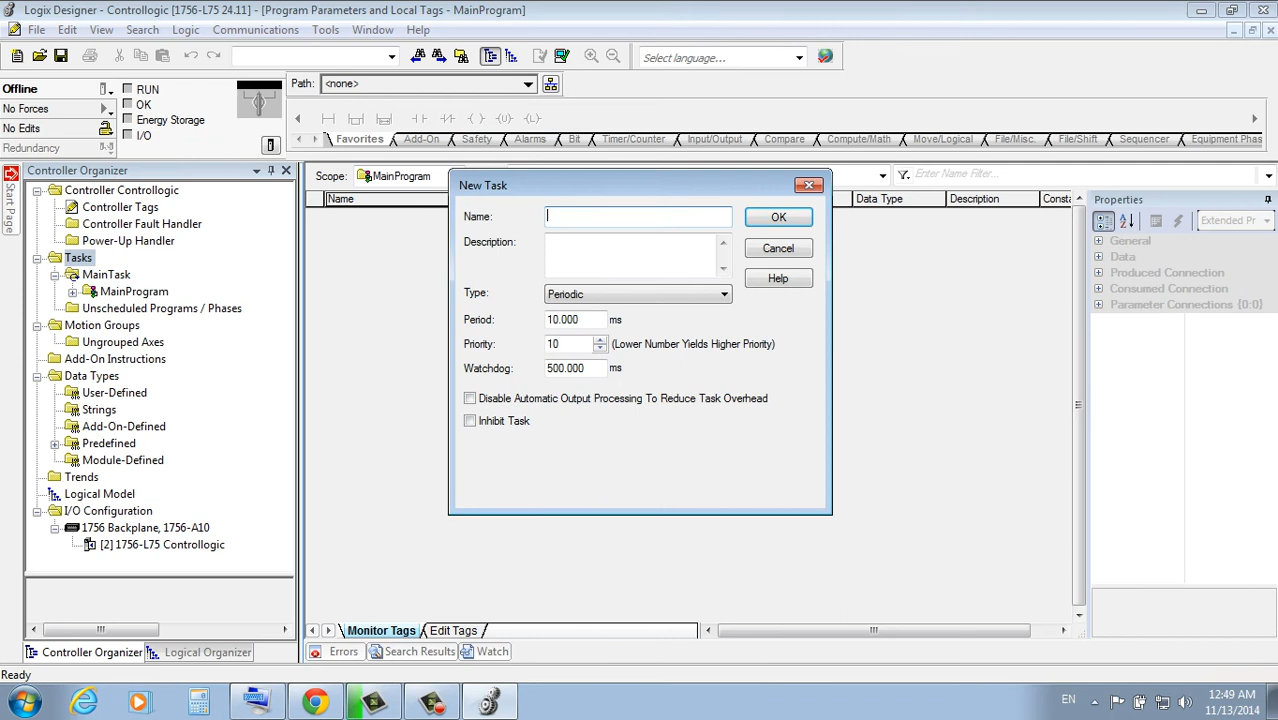 Logix Designer - Controllogic [1756-L75 24.11] - [Program Parameters and Local Tags - MainProgram]
File Edit View Search Logic Communications Tools Window Help
Select language...
Offline
RUN
Path: <none>
No Forces
OK
No Edits
Energy Storage
Redundancy
I/O
Favorites Add-On Safety Alarms Bit Timer/Counter Input/Output Compare Compute/Math Move/Logical File/Misc. File/Shift Sequencer Equipment Phas
Start Page
Controller Organizer
Controller Controllogic
Controller Tags
Controller Fault Handler
Power-Up Handler
Tasks
MainTask
MainProgram
Unscheduled Programs / Phases
Motion Groups
Ungrouped Axes
Add-On Instructions
Data Types
User-Defined
Strings
Add-On-Defined
Predefined
Module-Defined
Trends
Logical Model
I/O Configuration
1756 Backplane, 1756-A10
[2] 1756-L75 Controllogic
Controller Organizer Logical Organizer
Scope: MainProgram
Enter Name Filter...
Name Data Type Description Consta
New Task
Name:
OK
Description:
Cancel
Help
Type: Periodic
Period: 10.000 ms
Priority: 10 (Lower Number Yields Higher Priority)
Watchdog: 500.000 ms
Disable Automatic Output Processing To Reduce Task Overhead
Inhibit Task
Properties
Extended Pr
General
Data
Produced Connection
Consumed Connection
Parameter Connections {0:0}
Monitor Tags Edit Tags
Errors Search Results Watch
Ready
EN
12:49 AM
11/13/2014